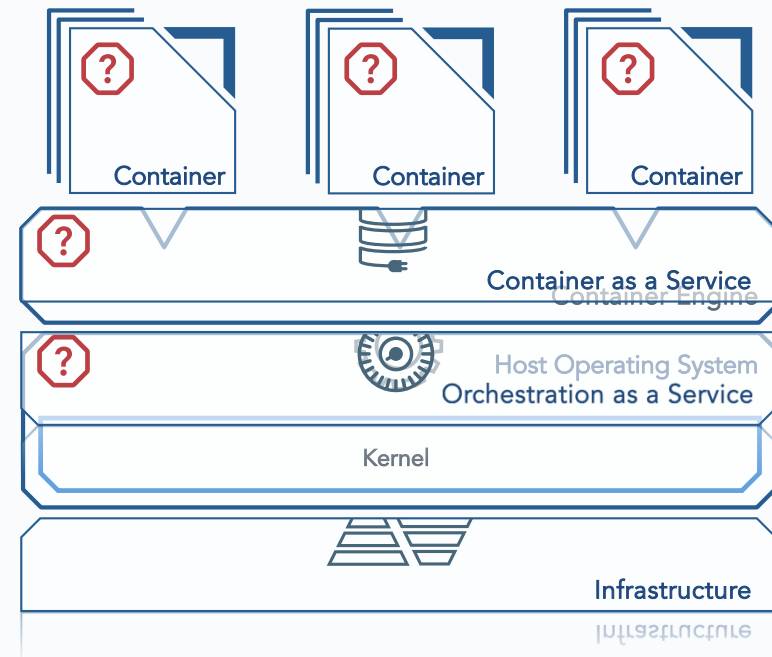 ?
?
?
Container
Container
Container
?
Container as a Service
Container Engine
?
Host Operating System
Orchestration as a Service
Kernel
Infrastructure
Infrastructure